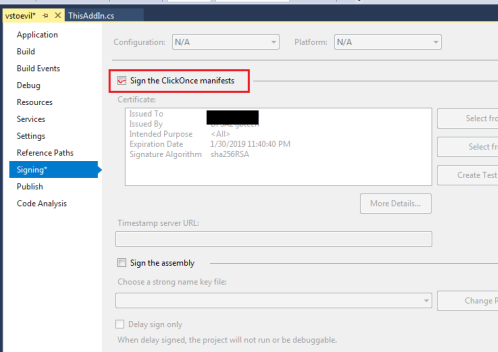 vstoevil*
ThisAddIn.cs
Application
Build
Build Events
Debug
Resources
Services
Settings
Reference Paths
Signing*
Publish
Code Analysis
Configuration: N/A Platform: N/A
Sign the ClickOnce manifests
Certificate:
Issued To
Issued By
Intended Purpose <All>
Expiration Date 1/30/2019 11:40:40 PM
Signature Algorithm sha256RSA
Select fro
Select fr
Create Test
More Details...
Timestamp server URL:
Sign the assembly
Choose a strong name key file:
Change P
Delay sign only
When delay signed, the project will not run or be debuggable.